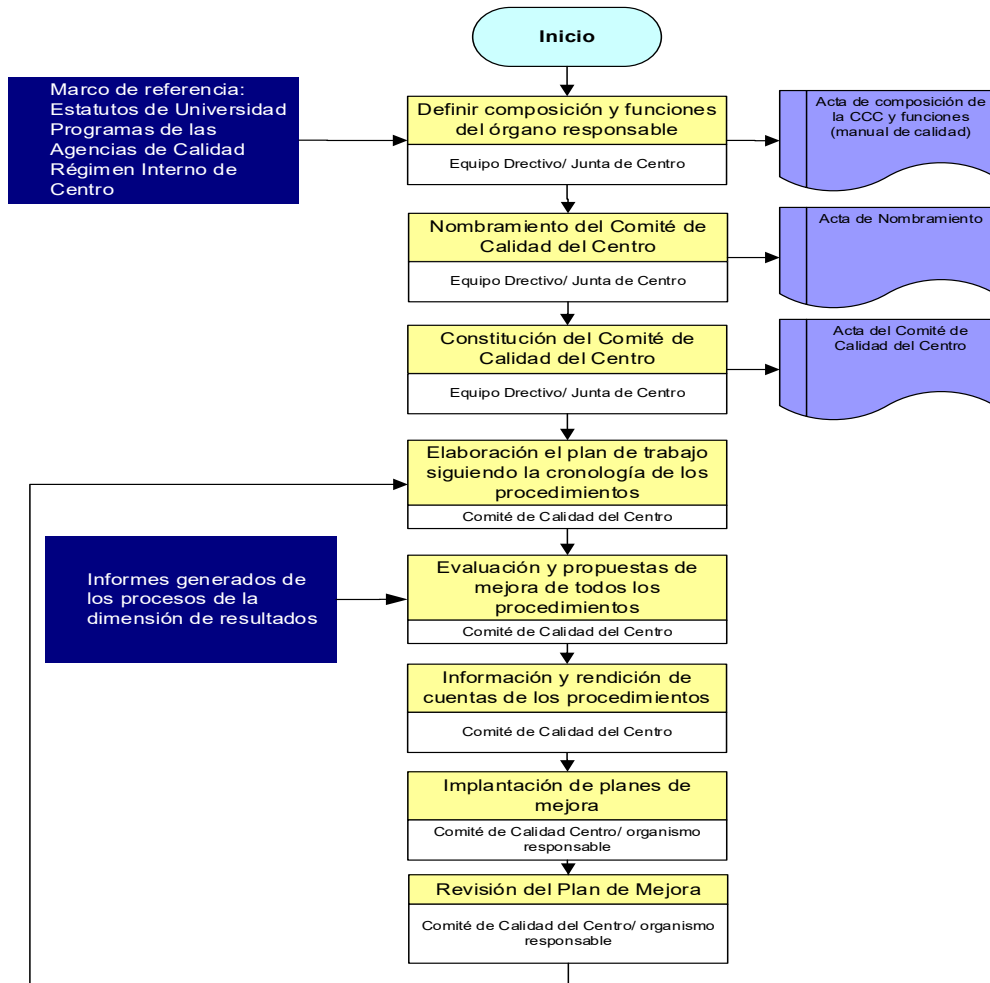 Inicio
Marco de referencia:
Estatutos de Universidad
Programas de las
Agencias de Calidad
Régimen Interno de
Centro
Definir composición y funciones
del órgano responsable
Equipo Drectivo/ Junta de Centro
Acta de composición de
la CCC y funciones
(manual de calidad)
Nombramiento del Comité de
Calidad del Centro
Equipo Directivo/ Junta de Centro
Acta de Nombramiento
Constitución del Comité de
Calidad del Centro
Equipo Directivo/ Junta de Centro
Acta del Comité de
Calidad del Centro
Elaboración el plan de trabajo
siguiendo la cronología de los
procedimientos
Comité de Calidad del Centro
Informes generados de
los procesos de la
dimensión de resultados
Evaluación y propuestas de
mejora de todos los
procedimientos
Comité de Calidad del Centro
Información y rendición de
cuentas de los procedimientos
Comité de Calidad del Centro
Implantación de planes de
mejora
Comité de Calidad Centro/ organismo
responsable
Revisión del Plan de Mejora
Comité de Calidad del Centro/ organismo
responsable